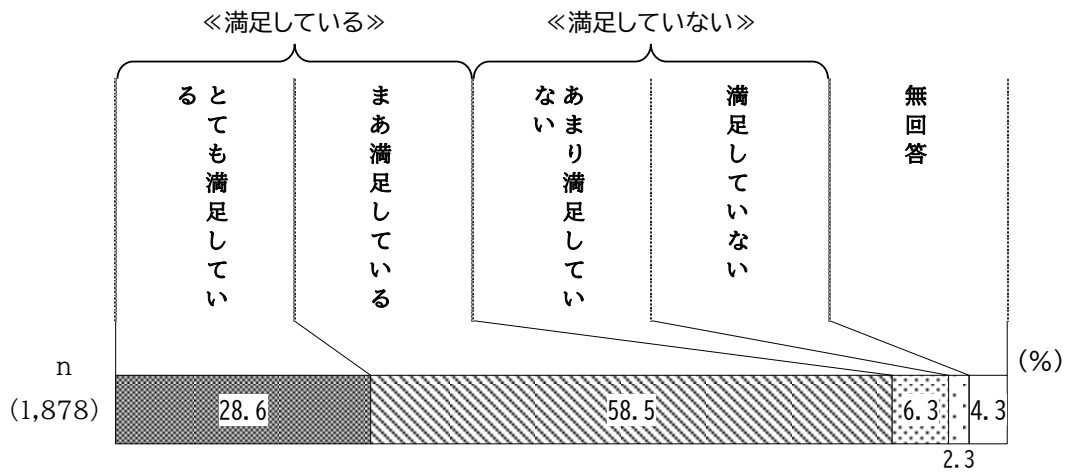 ≪満足している≫
≪満足していない≫
とても満足してい
る
まあ満足している
あまり満足してい
ない
満足していない
無回答
n
(%)
(1,878)
28.6
58.5
6.3
4.3
2.3